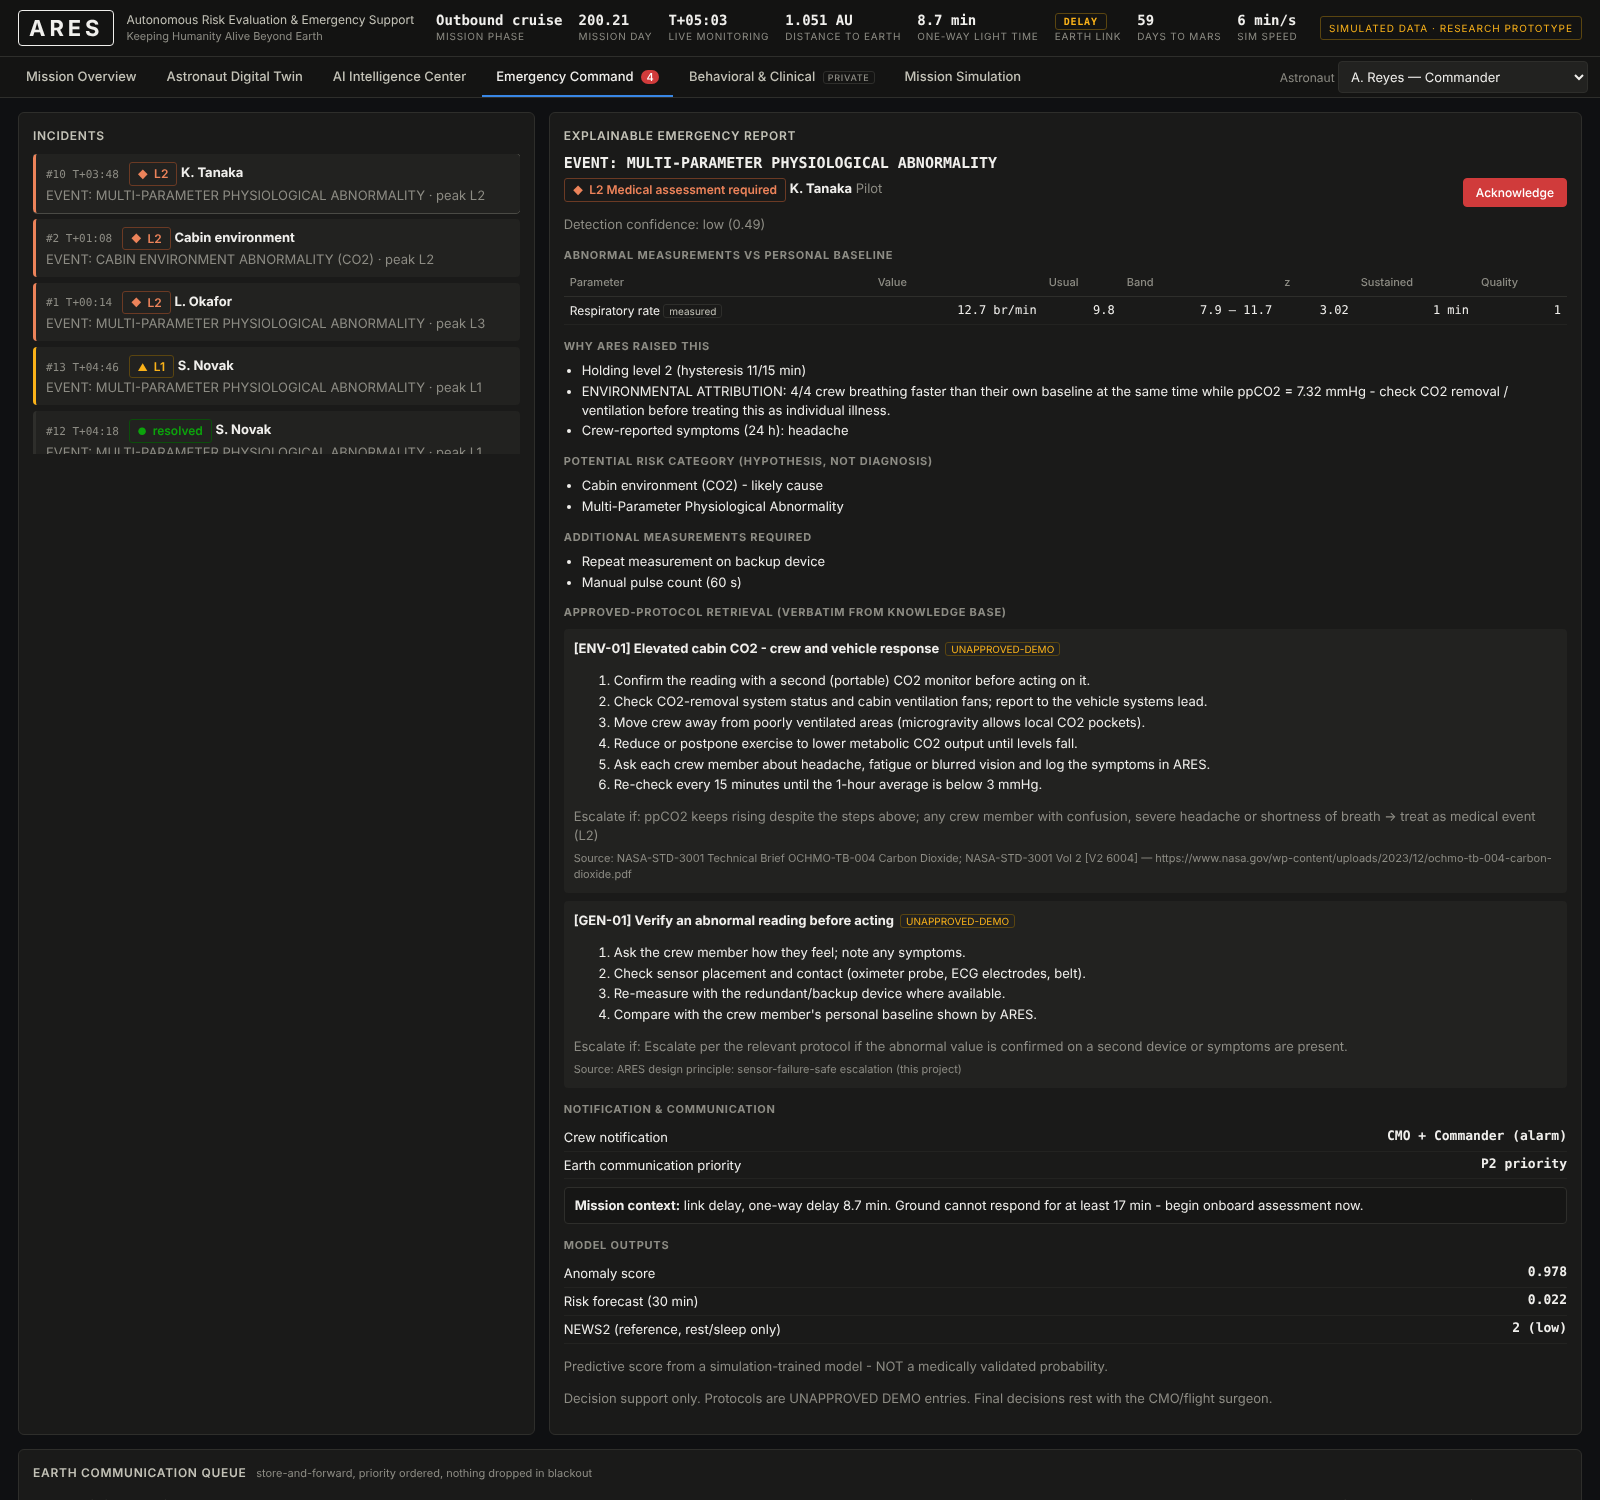 ARES
Autonomous Risk Evaluation & Emergency Support
Keeping Humanity Alive Beyond Earth
Outbound cruise
MISSION PHASE
200.21
MISSION DAY
T+05:03
LIVE MONITORING
1.051 AU
DISTANCE TO EARTH
8.7 min
ONE-WAY LIGHT TIME
DELAY
EARTH LINK
59
DAYS TO MARS
6 min/s
SIM SPEED
SIMULATED DATA · RESEARCH PROTOTYPE
Mission Overview
Astronaut Digital Twin
AI Intelligence Center
Emergency Command 4
Behavioral & Clinical PRIVATE
Mission Simulation
Astronaut A. Reyes — Commander
INCIDENTS
#10 T+03:48 ◆ L2 K. Tanaka
EVENT: MULTI-PARAMETER PHYSIOLOGICAL ABNORMALITY · peak L2
#2 T+01:08 ◆ L2 Cabin environment
EVENT: CABIN ENVIRONMENT ABNORMALITY (CO2) · peak L2
#1 T+00:14 ◆ L2 L. Okafor
EVENT: MULTI-PARAMETER PHYSIOLOGICAL ABNORMALITY · peak L3
#13 T+04:46 ▲ L1 S. Novak
EVENT: MULTI-PARAMETER PHYSIOLOGICAL ABNORMALITY · peak L1
#12 T+04:18 ● resolved S. Novak
EVENT: MULTI-PARAMETER PHYSIOLOGICAL ABNORMALITY · peak L1
EXPLAINABLE EMERGENCY REPORT
EVENT: MULTI-PARAMETER PHYSIOLOGICAL ABNORMALITY
◆ L2 Medical assessment required K. Tanaka Pilot
Acknowledge
Detection confidence: low (0.49)
ABNORMAL MEASUREMENTS VS PERSONAL BASELINE
Parameter Value Usual Band z Sustained Quality
Respiratory rate measured 12.7 br/min 9.8 7.9 – 11.7 3.02 1 min 1
WHY ARES RAISED THIS
• Holding level 2 (hysteresis 11/15 min)
• ENVIRONMENTAL ATTRIBUTION: 4/4 crew breathing faster than their own baseline at the same time while ppCO2 = 7.32 mmHg - check CO2 removal /
ventilation before treating this as individual illness.
• Crew-reported symptoms (24 h): headache
POTENTIAL RISK CATEGORY (HYPOTHESIS, NOT DIAGNOSIS)
• Cabin environment (CO2) - likely cause
• Multi-Parameter Physiological Abnormality
ADDITIONAL MEASUREMENTS REQUIRED
• Repeat measurement on backup device
• Manual pulse count (60 s)
APPROVED-PROTOCOL RETRIEVAL (VERBATIM FROM KNOWLEDGE BASE)
[ENV-01] Elevated cabin CO2 - crew and vehicle response UNAPPROVED-DEMO
1. Confirm the reading with a second (portable) CO2 monitor before acting on it.
2. Check CO2-removal system status and cabin ventilation fans; report to the vehicle systems lead.
3. Move crew away from poorly ventilated areas (microgravity allows local CO2 pockets).
4. Reduce or postpone exercise to lower metabolic CO2 output until levels fall.
5. Ask each crew member about headache, fatigue or blurred vision and log the symptoms in ARES.
6. Re-check every 15 minutes until the 1-hour average is below 3 mmHg.
Escalate if: ppCO2 keeps rising despite the steps above; any crew member with confusion, severe headache or shortness of breath → treat as medical event
(L2)
Source: NASA-STD-3001 Technical Brief OCHMO-TB-004 Carbon Dioxide; NASA-STD-3001 Vol 2 [V2 6004] — https://www.nasa.gov/wp-content/uploads/2023/12/ochmo-tb-004-carbon-
dioxide.pdf
[GEN-01] Verify an abnormal reading before acting UNAPPROVED-DEMO
1. Ask the crew member how they feel; note any symptoms.
2. Check sensor placement and contact (oximeter probe, ECG electrodes, belt).
3. Re-measure with the redundant/backup device where available.
4. Compare with the crew member's personal baseline shown by ARES.
Escalate if: Escalate per the relevant protocol if the abnormal value is confirmed on a second device or symptoms are present.
Source: ARES design principle: sensor-failure-safe escalation (this project)
NOTIFICATION & COMMUNICATION
Crew notification CMO + Commander (alarm)
Earth communication priority P2 priority
Mission context: link delay, one-way delay 8.7 min. Ground cannot respond for at least 17 min - begin onboard assessment now.
MODEL OUTPUTS
Anomaly score 0.978
Risk forecast (30 min) 0.022
NEWS2 (reference, rest/sleep only) 2 (low)
Predictive score from a simulation-trained model - NOT a medically validated probability.
Decision support only. Protocols are UNAPPROVED DEMO entries. Final decisions rest with the CMO/flight surgeon.
EARTH COMMUNICATION QUEUE store-and-forward, priority ordered, nothing dropped in blackout